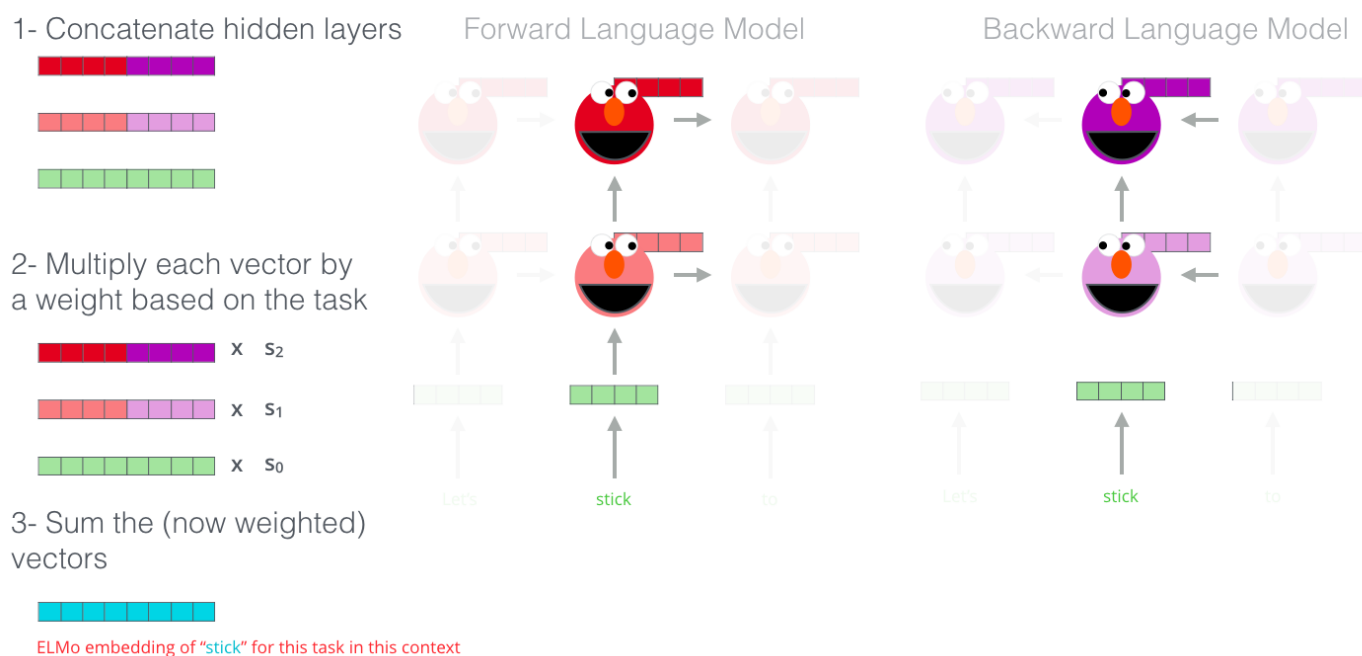 1- Concatenate hidden layers
Forward Language Model
Backward Language Model
2- Multiply each vector by
a weight based on the task
x s2
x s1
x s0
Let's stick to
Let's stick to
3- Sum the (now weighted)
vectors
ELMo embedding of “stick” for this task in this context